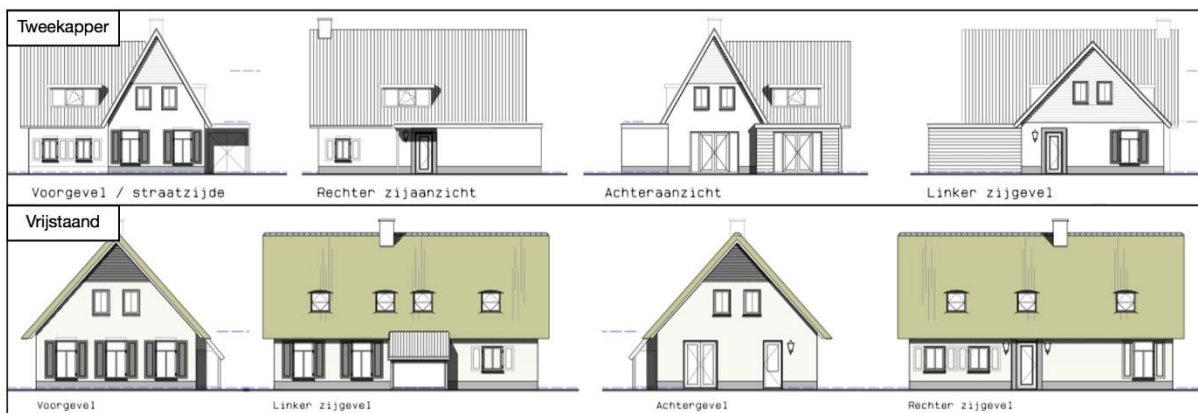 Tweekapper
Voorgevel / straatzijde
Rechter zijaanzicht
Achteraanzicht
Linker zijgevel
Vrijstaand
Voorgevel
Linker zijgevel
Achtergevel
Rechter zijgevel